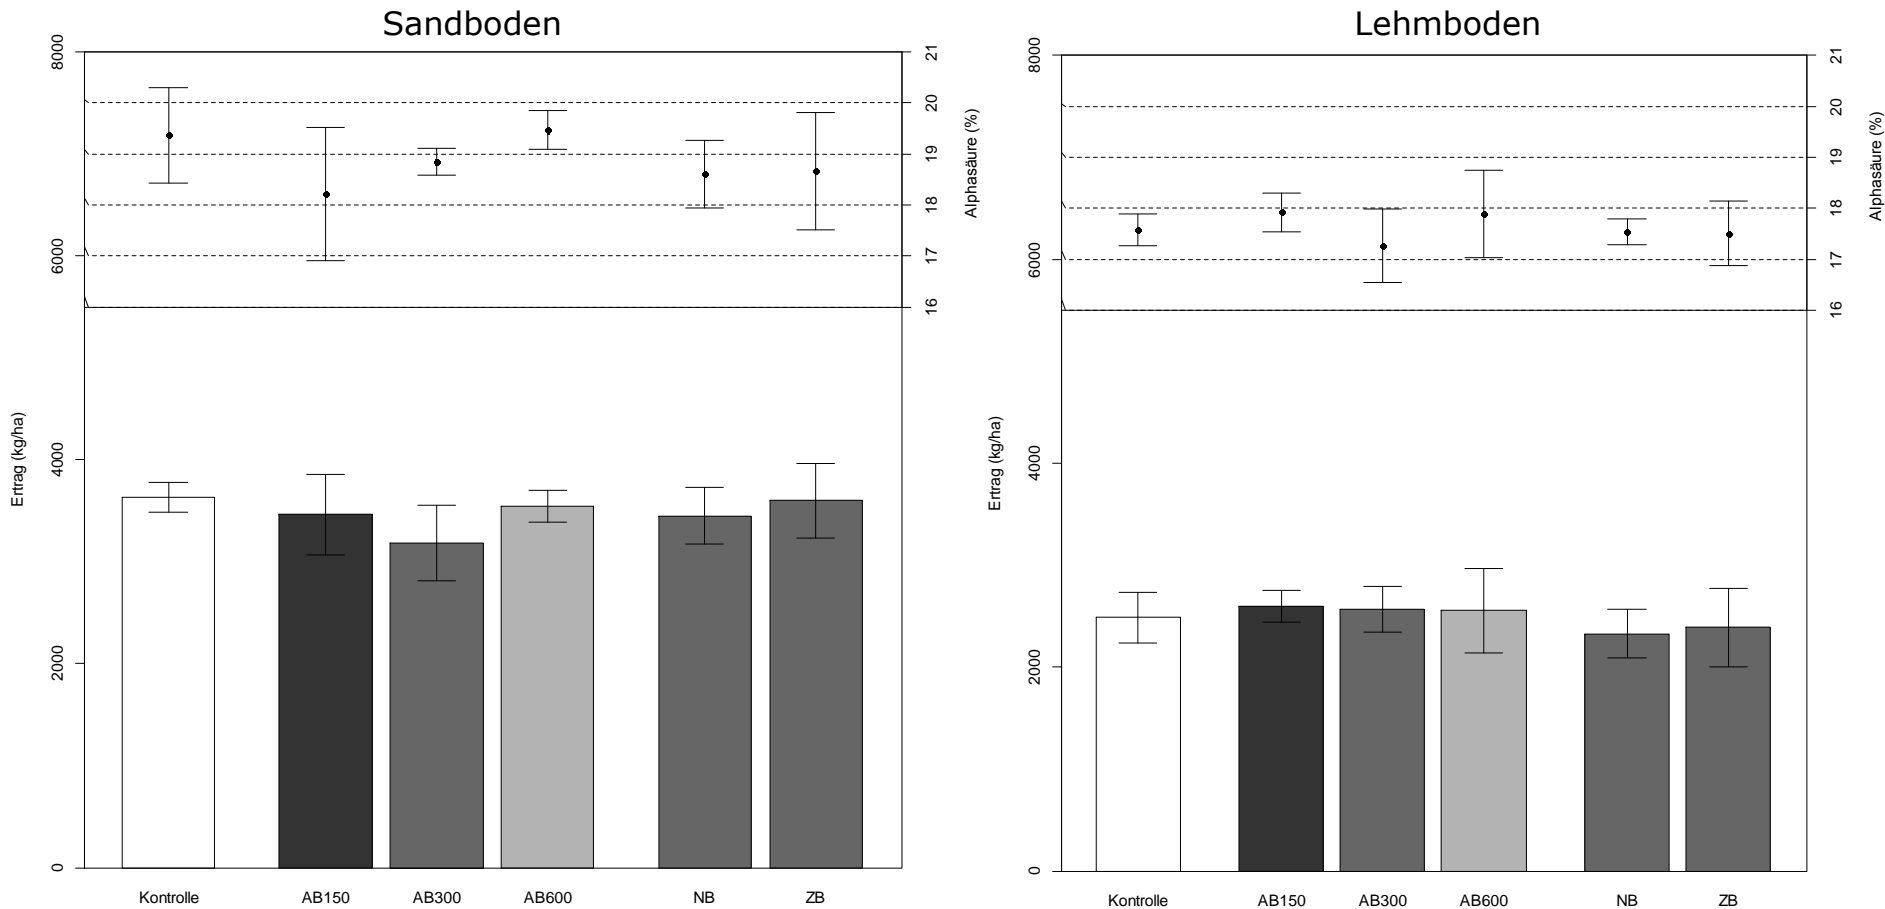 Sandboden
8000
6000
4000
2000
0
Ertrag (kg/ha)
21
20
19
18
17
16
Alphasäure (%)
Kontrolle
AB150
AB300
AB600
NB
ZB
Lehmboden
8000
6000
4000
2000
0
Ertrag (kg/ha)
21
20
19
18
17
16
Alphasäure (%)
Kontrolle
AB150
AB300
AB600
NB
ZB